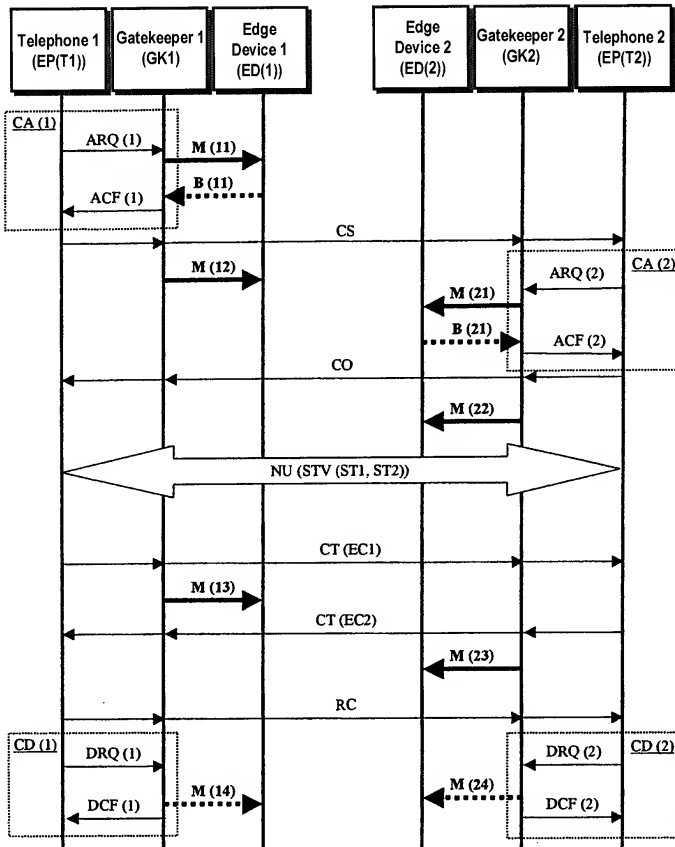 Telephone 1
(EP(T1))
Gatekeeper 1
(GK1)
Edge
Device 1
(ED(1))
Edge
Device 2
(ED(2))
Gatekeeper 2
(GK2)
Telephone 2
(EP(T2))
CA (1)
ARQ (1)
M (11)
B (11)
ACF (1)
CS
M (12)
ARQ (2)
CA (2)
M (21)
B (21)
ACF (2)
CO
M (22)
NU (STV (ST1, ST2))
CT (EC1)
M (13)
CT (EC2)
M (23)
RC
CD (1)
DRQ (1)
DRQ (2)
CD (2)
M (14)
M (24)
DCF (1)
DCF (2)